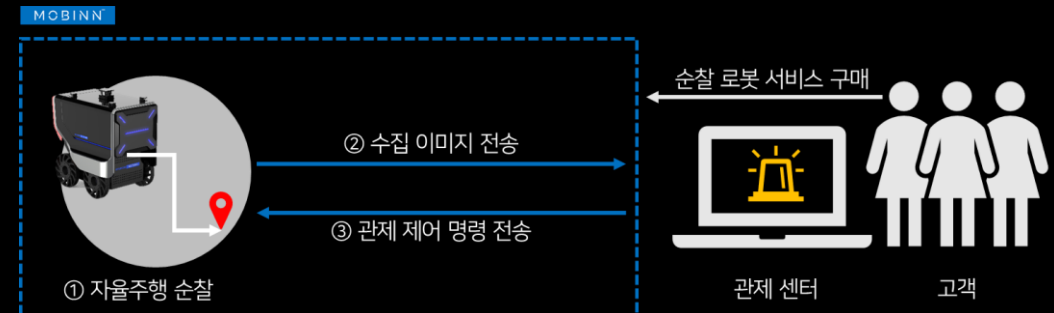 MOBINN
순찰 로봇 서비스 구매
② 수집 이미지 전송
③ 관제 제어 명령 전송
① 자율주행 순찰
관제 센터
고객